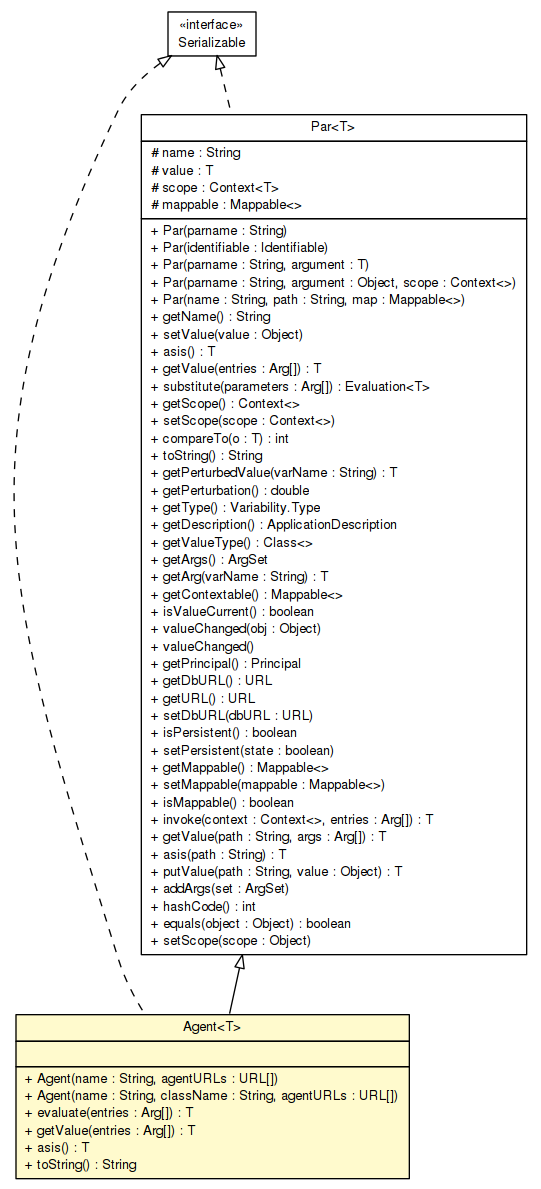 «interface»
Serializable
Par<T>
# name : String
# value : T
# scope : Context<T>
# mappable : Mappable<>
+ Par(parname : String)
+ Par(identifiable : Identifiable)
+ Par(parname : String, argument : T)
+ Par(parname : String, argument : Object, scope : Context<>)
+ Par(name : String, path : String, map : Mappable<>)
+ getName() : String
+ setValue(value : Object)
+ asis() : T
+ getValue(entries : Arg[]) : T
+ substitute(parameters : Arg[]) : Evaluation<T>
+ getScope() : Context<>
+ setScope(scope : Context<>)
+ compareTo(o : T) : int
+ toString() : String
+ getPerturbedValue(varName : String) : T
+ getPerturbation() : double
+ getType() : Variability.Type
+ getDescription() : ApplicationDescription
+ getValueType() : Class<>
+ getArgs() : ArgSet
+ getArg(varName : String) : T
+ getContextable() : Mappable<>
+ isValueCurrent() : boolean
+ valueChanged(obj : Object)
+ valueChanged()
+ getPrincipal() : Principal
+ getDbURL() : URL
+ getURL() : URL
+ setDbURL(dbURL : URL)
+ isPersistent() : boolean
+ setPersistent(state : boolean)
+ getMappable() : Mappable<>
+ setMappable(mappable : Mappable<>)
+ isMappable() : boolean
+ invoke(context : Context<>, entries : Arg[]) : T
+ getValue(path : String, args : Arg[]) : T
+ asis(path : String) : T
+ putValue(path : String, value : Object) : T
+ addArgs(set : ArgSet)
+ hashCode() : int
+ equals(object : Object) : boolean
+ setScope(scope : Object)
Agent<T>
+ Agent(name : String, agentURLs : URL[])
+ Agent(name : String, className : String, agentURLs : URL[])
+ evaluate(entries : Arg[]) : T
+ getValue(entries : Arg[]) : T
+ asis() : T
+ toString() : String